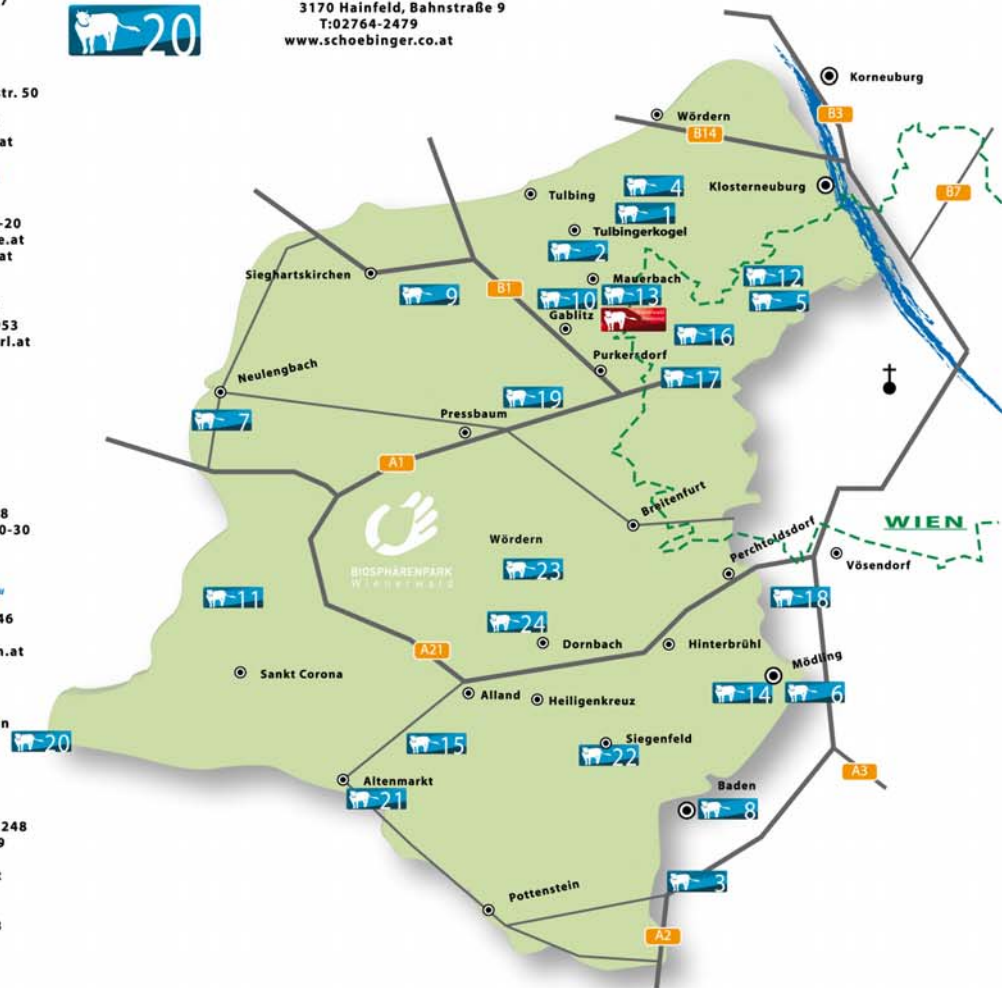 20
3170 Hainfeld, Bahnstraße 9
T:02764-2479
www.schoebinger.co.at
str. 50
at
-20
e.at
at
953
rl.at
8
0-30
46
n.at
n
248
9
Korneuburg
B3
Wördern
B14
Klosterneuburg
B7
4
Tulbing
1
Tulbingerkogel
2
Sieghartskirchen
Mauerbach
12
9
B1
10
13
5
Gablitz
16
Purkersdorf
Neulengbach
17
19
7
Pressbaum
A1
Breitenfurt
WIEN
Perchtoldsdorf
Wördern
Vösendorf
BIOSPHÄRENPARK
Wienerwald
23
11
18
24
Dornbach
Hinterbrühl
A21
Mödling
Sankt Corona
Alland
Heiligenkreuz
14
6
20
15
Siegenfeld
22
A3
Altenmarkt
21
Baden
8
3
Pottenstein
A2